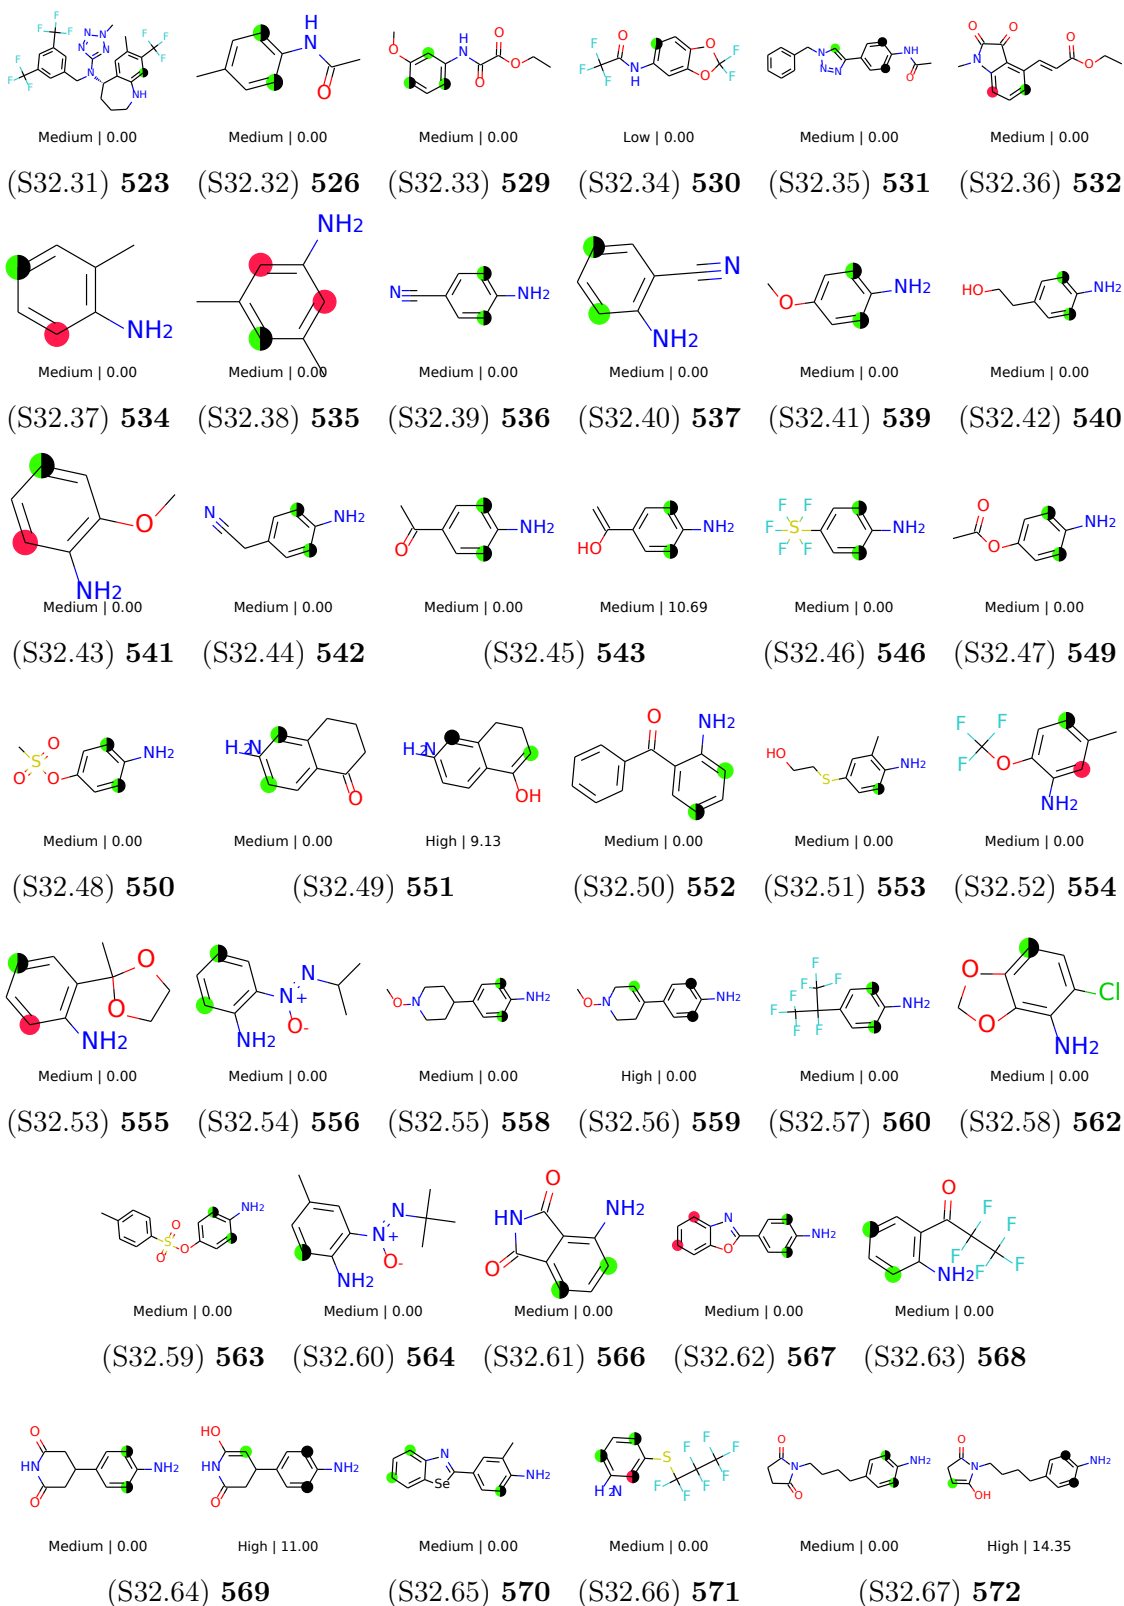 Medium | 0.00 Medium | 0.00 Medium | 0.00 Low | 0.00 Medium | 0.00 Medium | 0.00
(S32.31) 523 (S32.32) 526 (S32.33) 529 (S32.34) 530 (S32.35) 531 (S32.36) 532
Medium | 0.00 Medium | 0.00 Medium | 0.00 Medium | 0.00 Medium | 0.00 Medium | 0.00
(S32.37) 534 (S32.38) 535 (S32.39) 536 (S32.40) 537 (S32.41) 539 (S32.42) 540
Medium | 0.00 Medium | 0.00 Medium | 0.00 Medium | 10.69 Medium | 0.00 Medium | 0.00
(S32.43) 541 (S32.44) 542 (S32.45) 543 (S32.46) 546 (S32.47) 549
Medium | 0.00 Medium | 0.00 High | 9.13 Medium | 0.00 Medium | 0.00 Medium | 0.00
(S32.48) 550 (S32.49) 551 (S32.50) 552 (S32.51) 553 (S32.52) 554
Medium | 0.00 Medium | 0.00 Medium | 0.00 High | 0.00 Medium | 0.00 Medium | 0.00
(S32.53) 555 (S32.54) 556 (S32.55) 558 (S32.56) 559 (S32.57) 560 (S32.58) 562
Medium | 0.00 Medium | 0.00 Medium | 0.00 Medium | 0.00 Medium | 0.00
(S32.59) 563 (S32.60) 564 (S32.61) 566 (S32.62) 567 (S32.63) 568
Medium | 0.00 High | 11.00 Medium | 0.00 Medium | 0.00 Medium | 0.00 High | 14.35
(S32.64) 569 (S32.65) 570 (S32.66) 571 (S32.67) 572